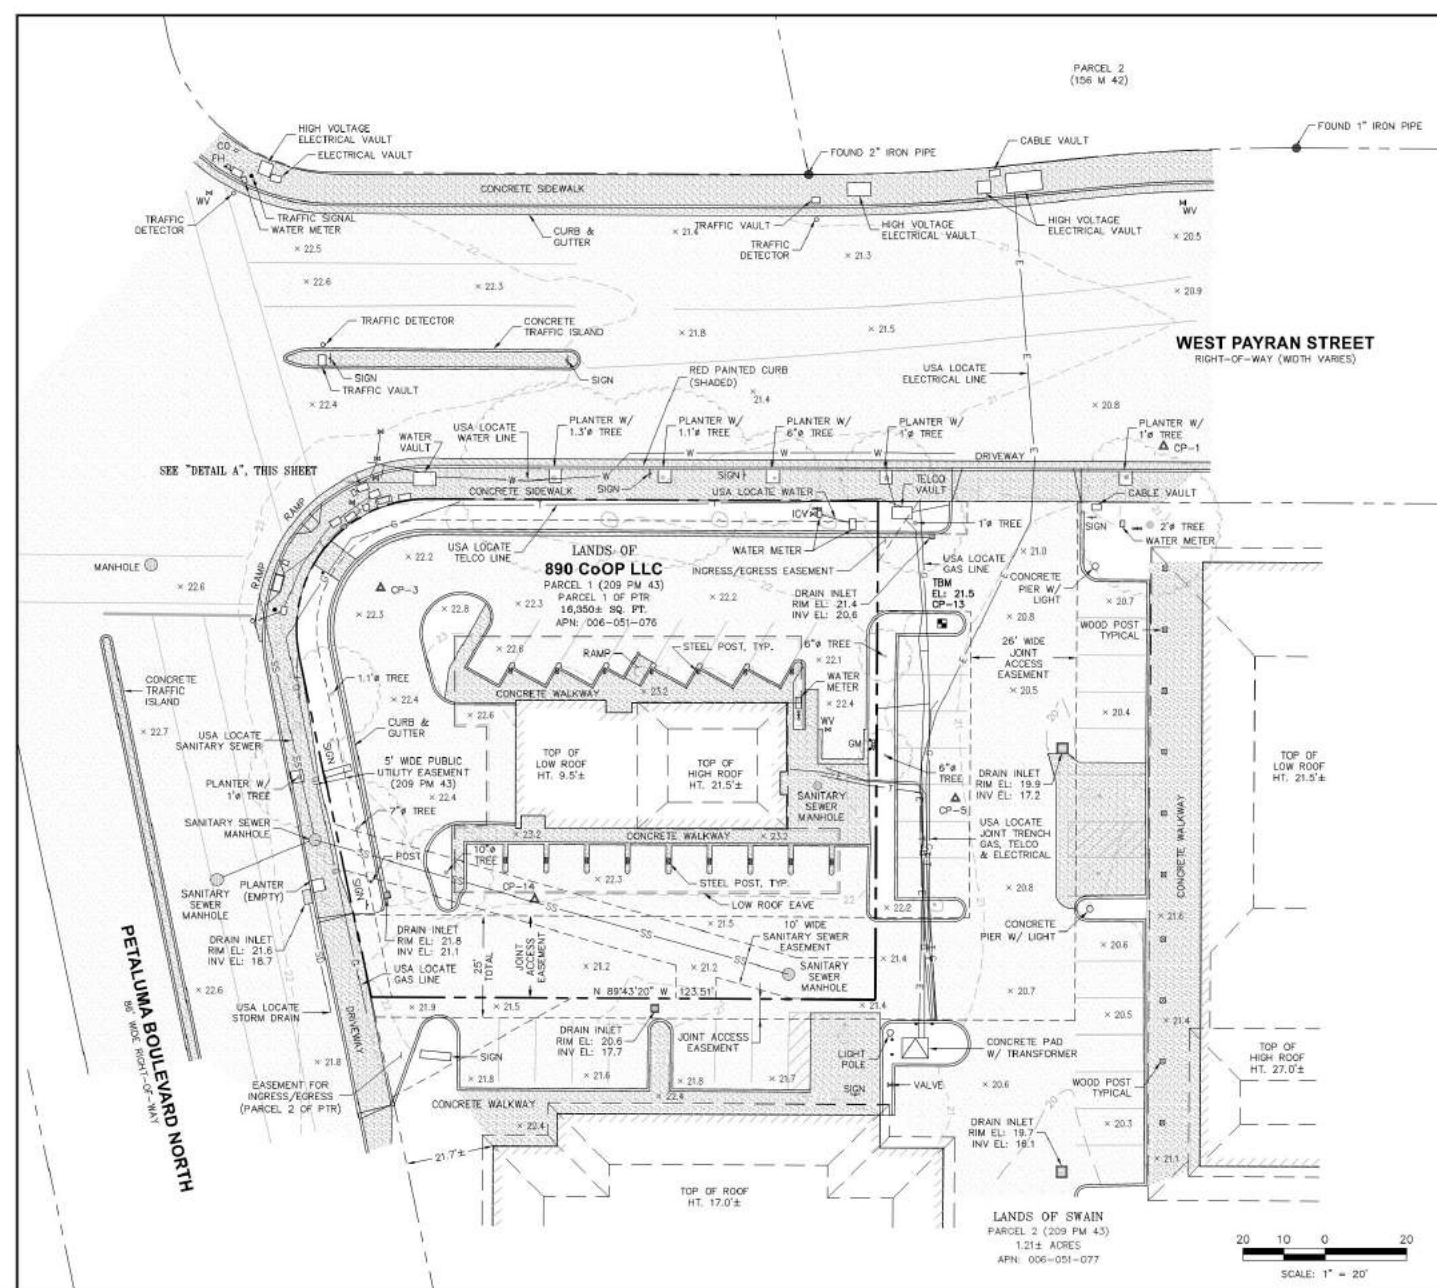 PARCEL 2
(156 M 42)
FOUND 1" IRON PIPE
HIGH VOLTAGE
ELECTRICAL VAULT
CO
FH
ELECTRICAL VAULT
CABLE VAULT
FOUND 2" IRON PIPE
CONCRETE SIDEWALK
WV
TRAFFIC
DETECTOR
TRAFFIC SIGNAL
WATER METER
CURB &
GUTTER
× 21.4
TRAFFIC VAULT
TRAFFIC
DETECTOR
HIGH VOLTAGE
ELECTRICAL VAULT
HIGH VOLTAGE
ELECTRICAL VAULT
WV
× 22.5
× 21.3
× 20.5
× 22.6
× 22.3
× 20.9
TRAFFIC DETECTOR
CONCRETE
TRAFFIC ISLAND
× 21.8
× 21.5
WEST PAYRAN STREET
RIGHT-OF-WAY (WIDTH VARIES)
SIGN
TRAFFIC VAULT
SIGN
RED PAINTED CURB
(SHADED)
USA LOCATE
ELECTRICAL LINE
× 22.4
× 21.4
× 20.8
WATER
VAULT
USA LOCATE
WATER LINE
PLANTER W/
1.3'ø TREE
PLANTER W/
1.1'ø TREE
PLANTER W/
6"ø TREE
PLANTER W/
1'ø TREE
PLANTER W/
1'ø TREE
CP-1
DRIVEWAY
SEE "DETAIL A", THIS SHEET
CONCRETE SIDEWALK
SIGN
SIGN
USA LOCATE WATER
TELCO
VAULT
CABLE VAULT
RAMP
ICV
1'ø TREE
SIGN
2"ø TREE
WATER METER
USA LOCATE
TELCO LINE
WATER METER
INGRESS/EGRESS EASEMENT
USA LOCATE
GAS LINE
× 21.0
MANHOLE
RAMP
× 22.6
× 22.2
CP-3
× 22.3
LANDS OF
890 CoOP LLC
PARCEL 1 (209 PM 43)
PARCEL 1 OF PTR
16,350± SQ. FT.
APN: 006-051-076
× 22.8
× 22.3
× 22.2
DRAIN INLET
RIM EL: 21.4
INV EL: 20.6
TBM
EL: 21.5
CP-13
CONCRETE
PIER W/
LIGHT
× 20.7
× 20.8
WOOD POST
TYPICAL
26' WIDE
JOINT
ACCESS
EASEMENT
× 22.6
RAMP
STEEL POST, TYP.
6"ø TREE
× 22.1
WATER
METER
× 22.4
CONCRETE WALKWAY
23.2
× 20.5
× 20.4
CONCRETE
TRAFFIC
ISLAND
1.1'ø TREE
× 22.4
CURB &
GUTTER
× 22.6
× 22.7
USA LOCATE
SANITARY SEWER
SIGN
WV
GM
TOP OF
LOW ROOF
HT. 9.5'±
TOP OF
HIGH ROOF
HT. 21.5'±
6"ø
TREE
TOP OF
LOW ROOF
HT. 21.5'±
5' WIDE PUBLIC
UTILITY EASEMENT
(209 PM 43)
× 22.4
PLANTER W/
1'ø TREE
7"ø TREE
SANITARY
SEWER
MANHOLE
CP-5
DRAIN INLET
RIM EL: 19.9
INV EL: 17.2
SANITARY SEWER
MANHOLE
× 23.2
CONCRETE WALKWAY
× 23.2
USA LOCATE
JOINT TRENCH
GAS, TELCO
& ELECTRICAL
CONCRETE WALKWAY
POST
10"ø
TREE
CP-14
× 22.3
STEEL POST, TYP.
LOW ROOF EAVE
× 20.8
SANITARY
SEWER
MANHOLE
PLANTER
(EMPTY)
SIGN
× 22.2
× 21.6
CONCRETE
PIER W/ LIGHT
DRAIN INLET
RIM EL: 21.6
INV EL: 18.7
DRAIN INLET
RIM EL: 21.8
INV EL: 21.1
× 21.5
10' WIDE
SANITARY SEWER
EASEMENT
25'
TOTAL
JOINT
ACCESS
EASEMENT
× 21.2
× 21.2
× 21.4
SANITARY
SEWER
MANHOLE
× 20.6
PETALUMA BOULEVARD NORTH
86' WIDE RIGHT-OF-WAY
× 22.6
USA LOCATE
GAS LINE
N 89°43'20" W 123.51'
× 20.7
USA LOCATE
STORM DRAIN
× 21.9
× 21.5
× 21.4
× 20.5
× 21.4
DRIVEWAY
DRAIN INLET
RIM EL: 20.6
INV EL: 17.7
JOINT ACCESS
EASEMENT
LIGHT
POLE
CONCRETE PAD
W/ TRANSFORMER
TOP OF
HIGH ROOF
HT. 27.0'±
× 21.8
SIGN
EASEMENT FOR
INGRESS/EGRESS
(PARCEL 2 OF PTR)
× 21.8
× 21.6
× 21.8
× 21.7
SIGN
VALVE
× 20.6
WOOD POST
TYPICAL
CONCRETE WALKWAY
× 22.4
× 22.4
DRAIN INLET
RIM EL: 19.7
INV EL: 18.1
× 20.3
× 21.1
21.7'±
TOP OF ROOF
HT. 17.0'±
LANDS OF SWAIN
PARCEL 2 (209 PM 43)
1.21± ACRES
APN: 006-051-077
20 10 0 20
SCALE: 1" = 20'